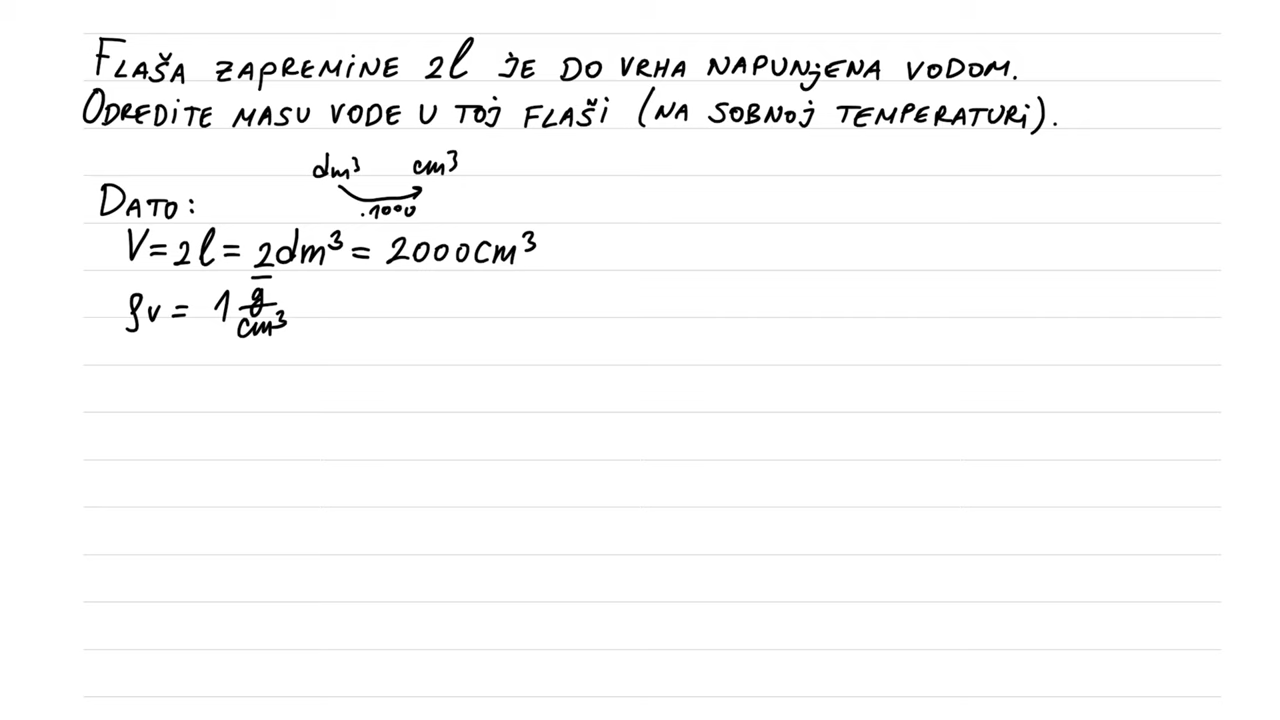 Flaša zapremine 2l je do vrha napunjena vodom.
Odredite masu vode u toj flaši (na sobnoj temperaturi).
dm³ cm³
.1000
Dato:
V = 2l = 2dm³ = 2000cm³
ρv = 1 g/cm³